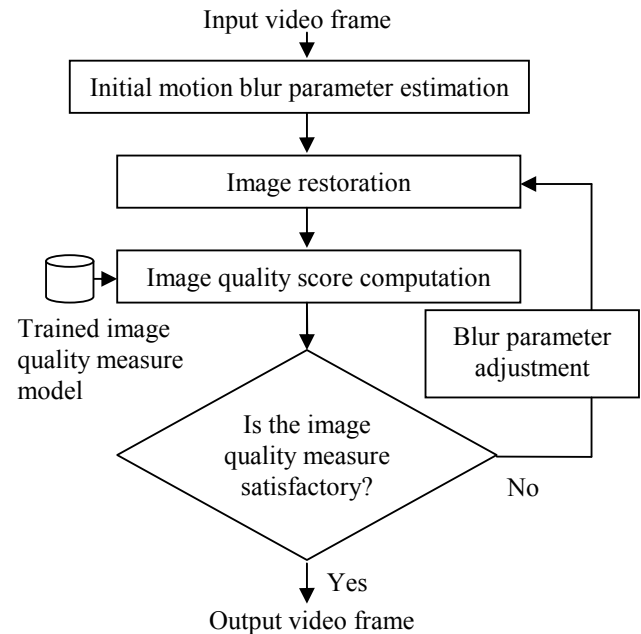 Input video frame
Initial motion blur parameter estimation
Image restoration
Image quality score computation
Trained image
quality measure
model
Blur parameter
adjustment
Is the image
quality measure
satisfactory?
No
Yes
Output video frame